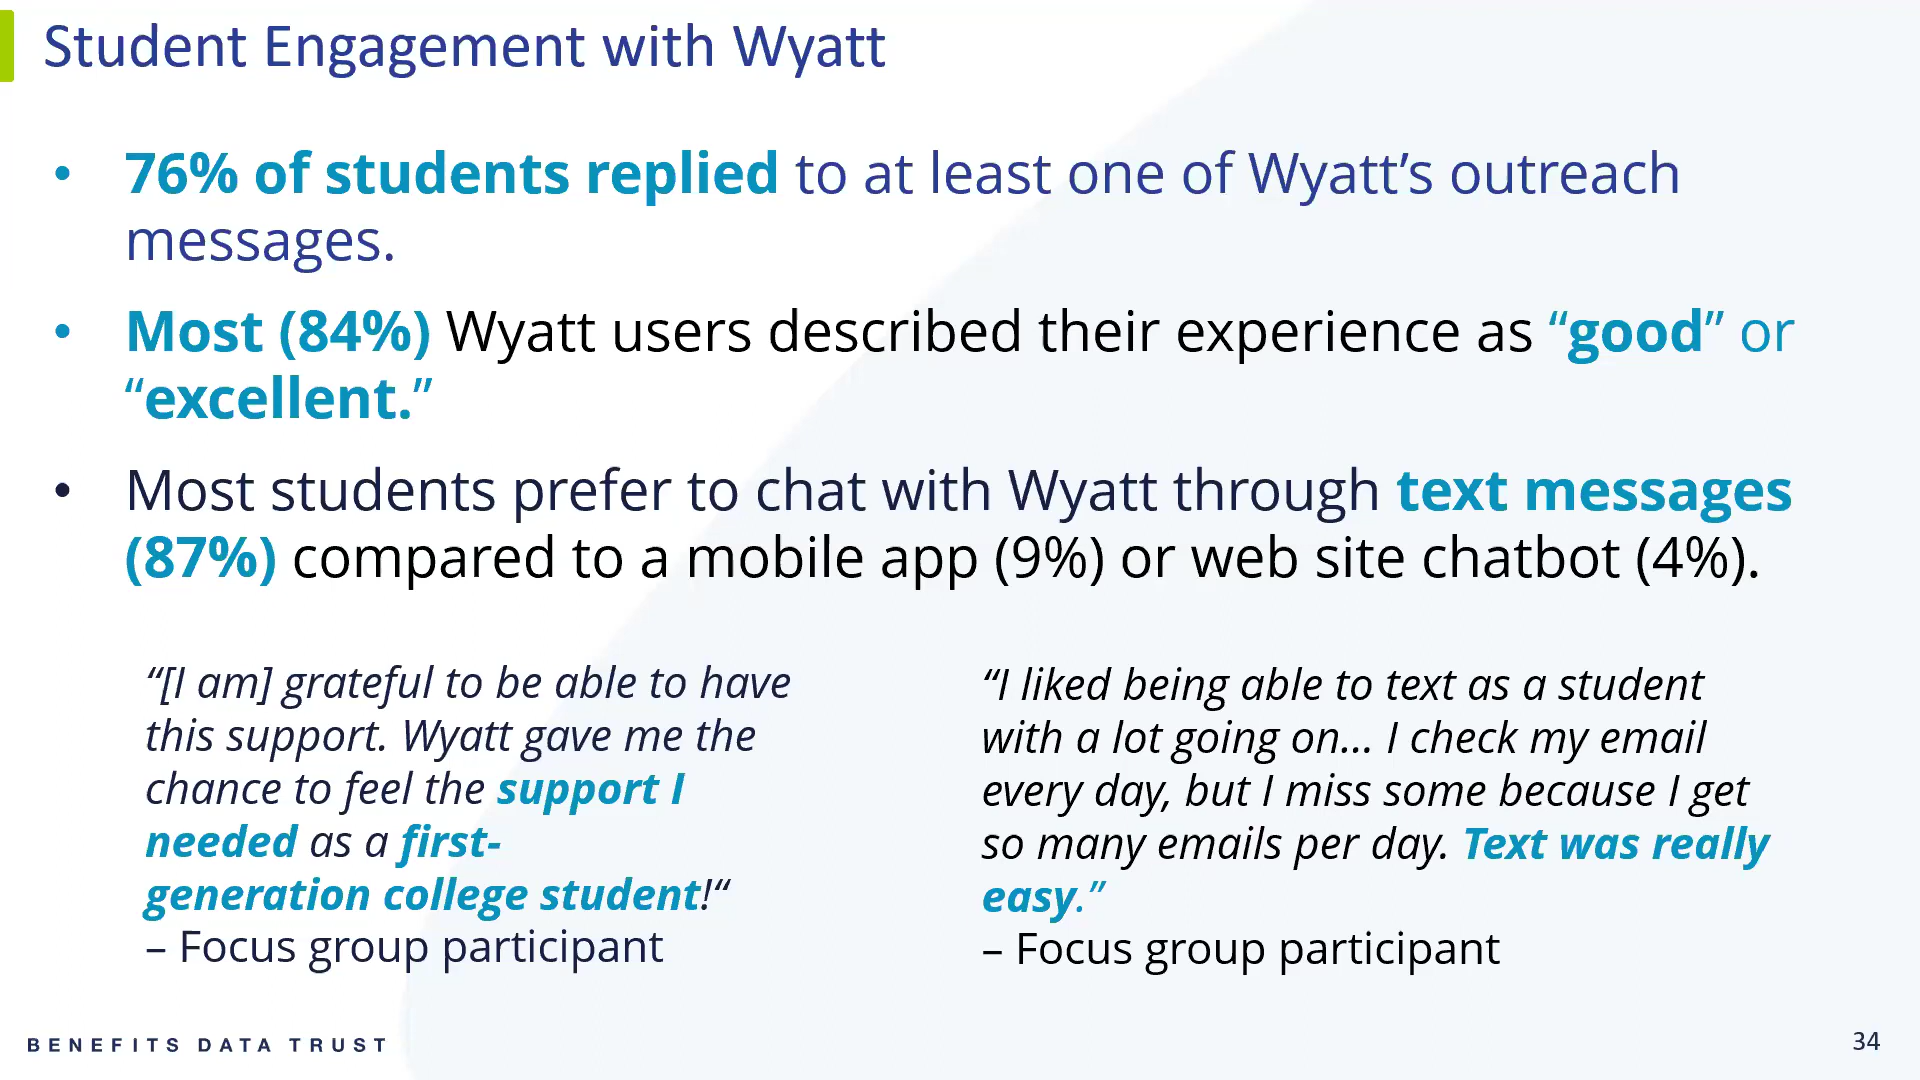 Student Engagement with Wyatt
• 76% of students replied to at least one of Wyatt’s outreach
messages.
• Most (84%) Wyatt users described their experience as “good” or
“excellent.”
• Most students prefer to chat with Wyatt through text messages
(87%) compared to a mobile app (9%) or web site chatbot (4%).
“[I am] grateful to be able to have
this support. Wyatt gave me the
chance to feel the support I
needed as a first-
generation college student!“
– Focus group participant
“I liked being able to text as a student
with a lot going on... I check my email
every day, but I miss some because I get
so many emails per day. Text was really
easy.”
– Focus group participant
BENEFITS DATA TRUST
34